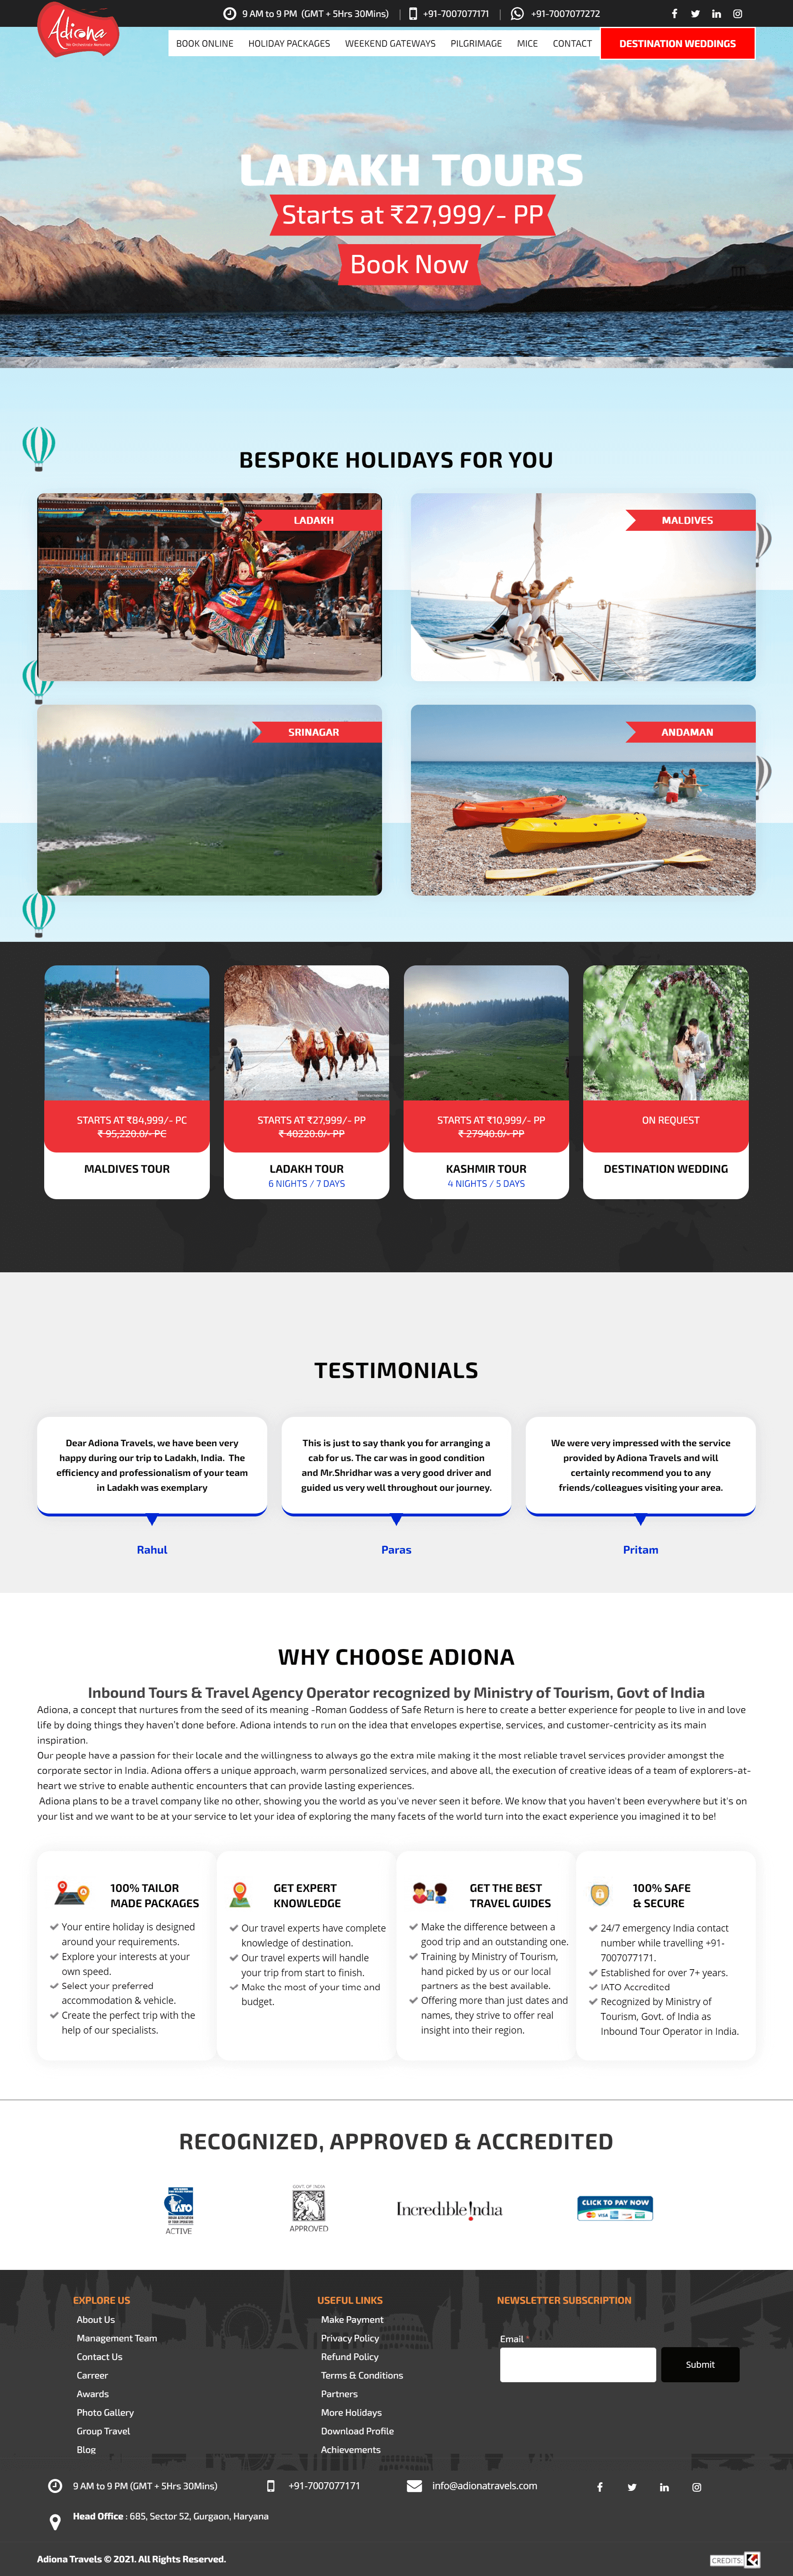 9 AM to 9 PM (GMT + 5Hrs 30Mins)
+91-7007077171
+91-7007077272
Adiona
BOOK ONLINE
HOLIDAY PACKAGES
WEEKEND GATEWAYS
PILGRIMAGE
MICE
CONTACT
DESTINATION WEDDINGS
LADAKH TOURS
Starts at ₹27,999/- PP
Book Now
BESPOKE HOLIDAYS FOR YOU
LADAKH
MALDIVES
SRINAGAR
ANDAMAN
STARTS AT ₹84,999/- PC
₹ 95,220.0/- PC
MALDIVES TOUR
STARTS AT ₹27,999/- PP
₹ 40220.0/- PP
LADAKH TOUR
6 NIGHTS / 7 DAYS
STARTS AT ₹10,999/- PP
₹ 27940.0/- PP
KASHMIR TOUR
4 NIGHTS / 5 DAYS
ON REQUEST
DESTINATION WEDDING
TESTIMONIALS
Dear Adiona Travels, we have been very
happy during our trip to Ladakh, India. The
efficiency and professionalism of your team
in Ladakh was exemplary
Rahul
This is just to say thank you for arranging a
cab for us. The car was in good condition
and Mr.Shridhar was a very good driver and
guided us very well throughout our journey.
Paras
We were very impressed with the service
provided by Adiona Travels and will
certainly recommend you to any
friends/colleagues visiting your area.
Pritam
WHY CHOOSE ADIONA
Inbound Tours & Travel Agency Operator recognized by Ministry of Tourism, Govt of India
Adiona, a concept that nurtures from the seed of its meaning -Roman Goddess of Safe Return is here to create a better experience for people to live in and love
life by doing things they haven't done before. Adiona intends to run on the idea that envelopes expertise, services, and customer-centricity as its main
inspiration.
Our people have a passion for their locale and the willingness to always go the extra mile making it the most reliable travel services provider amongst the
corporate sector in India. Adiona offers a unique approach, warm personalized services, and above all, the execution of creative ideas of a team of explorers-at-
heart we strive to enable authentic encounters that can provide lasting experiences.
Adiona plans to be a travel company like no other, showing you the world as you've never seen it before. We know that you haven't been everywhere but it's on
your list and we want to be at your service to let your idea of exploring the many facets of the world turn into the exact experience you imagined it to be!
100% TAILOR
MADE PACKAGES
Your entire holiday is designed
around your requirements.
Explore your interests at your
own speed.
Select your preferred
accommodation & vehicle.
Create the perfect trip with the
help of our specialists.
GET EXPERT
KNOWLEDGE
Our travel experts have complete
knowledge of destination.
Our travel experts will handle
your trip from start to finish.
Make the most of your time and
budget.
GET THE BEST
TRAVEL GUIDES
Make the difference between a
good trip and an outstanding one.
Training by Ministry of Tourism,
hand picked by us or our local
partners as the best available.
Offering more than just dates and
names, they strive to offer real
insight into their region.
100% SAFE
& SECURE
24/7 emergency India contact
number while travelling +91-
7007077171.
Established for over 7+ years.
IATO Accredited
Recognized by Ministry of
Tourism, Govt. of India as
Inbound Tour Operator in India.
RECOGNIZED, APPROVED & ACCREDITED
IATO
ACTIVE
GOVT. OF INDIA
APPROVED
Incredible !ndia
CLICK TO PAY NOW
VISA
EXPLORE US
About Us
Management Team
Contact Us
Carreer
Awards
Photo Gallery
Group Travel
Blog
USEFUL LINKS
Make Payment
Privacy Policy
Refund Policy
Terms & Conditions
Partners
More Holidays
Download Profile
Achievements
NEWSLETTER SUBSCRIPTION
Email *
Submit
9 AM to 9 PM (GMT + 5Hrs 30Mins)
+91-7007077171
info@adionatravels.com
Head Office : 685, Sector 52, Gurgaon, Haryana
Adiona Travels © 2021. All Rights Reserved.
CREDITS: